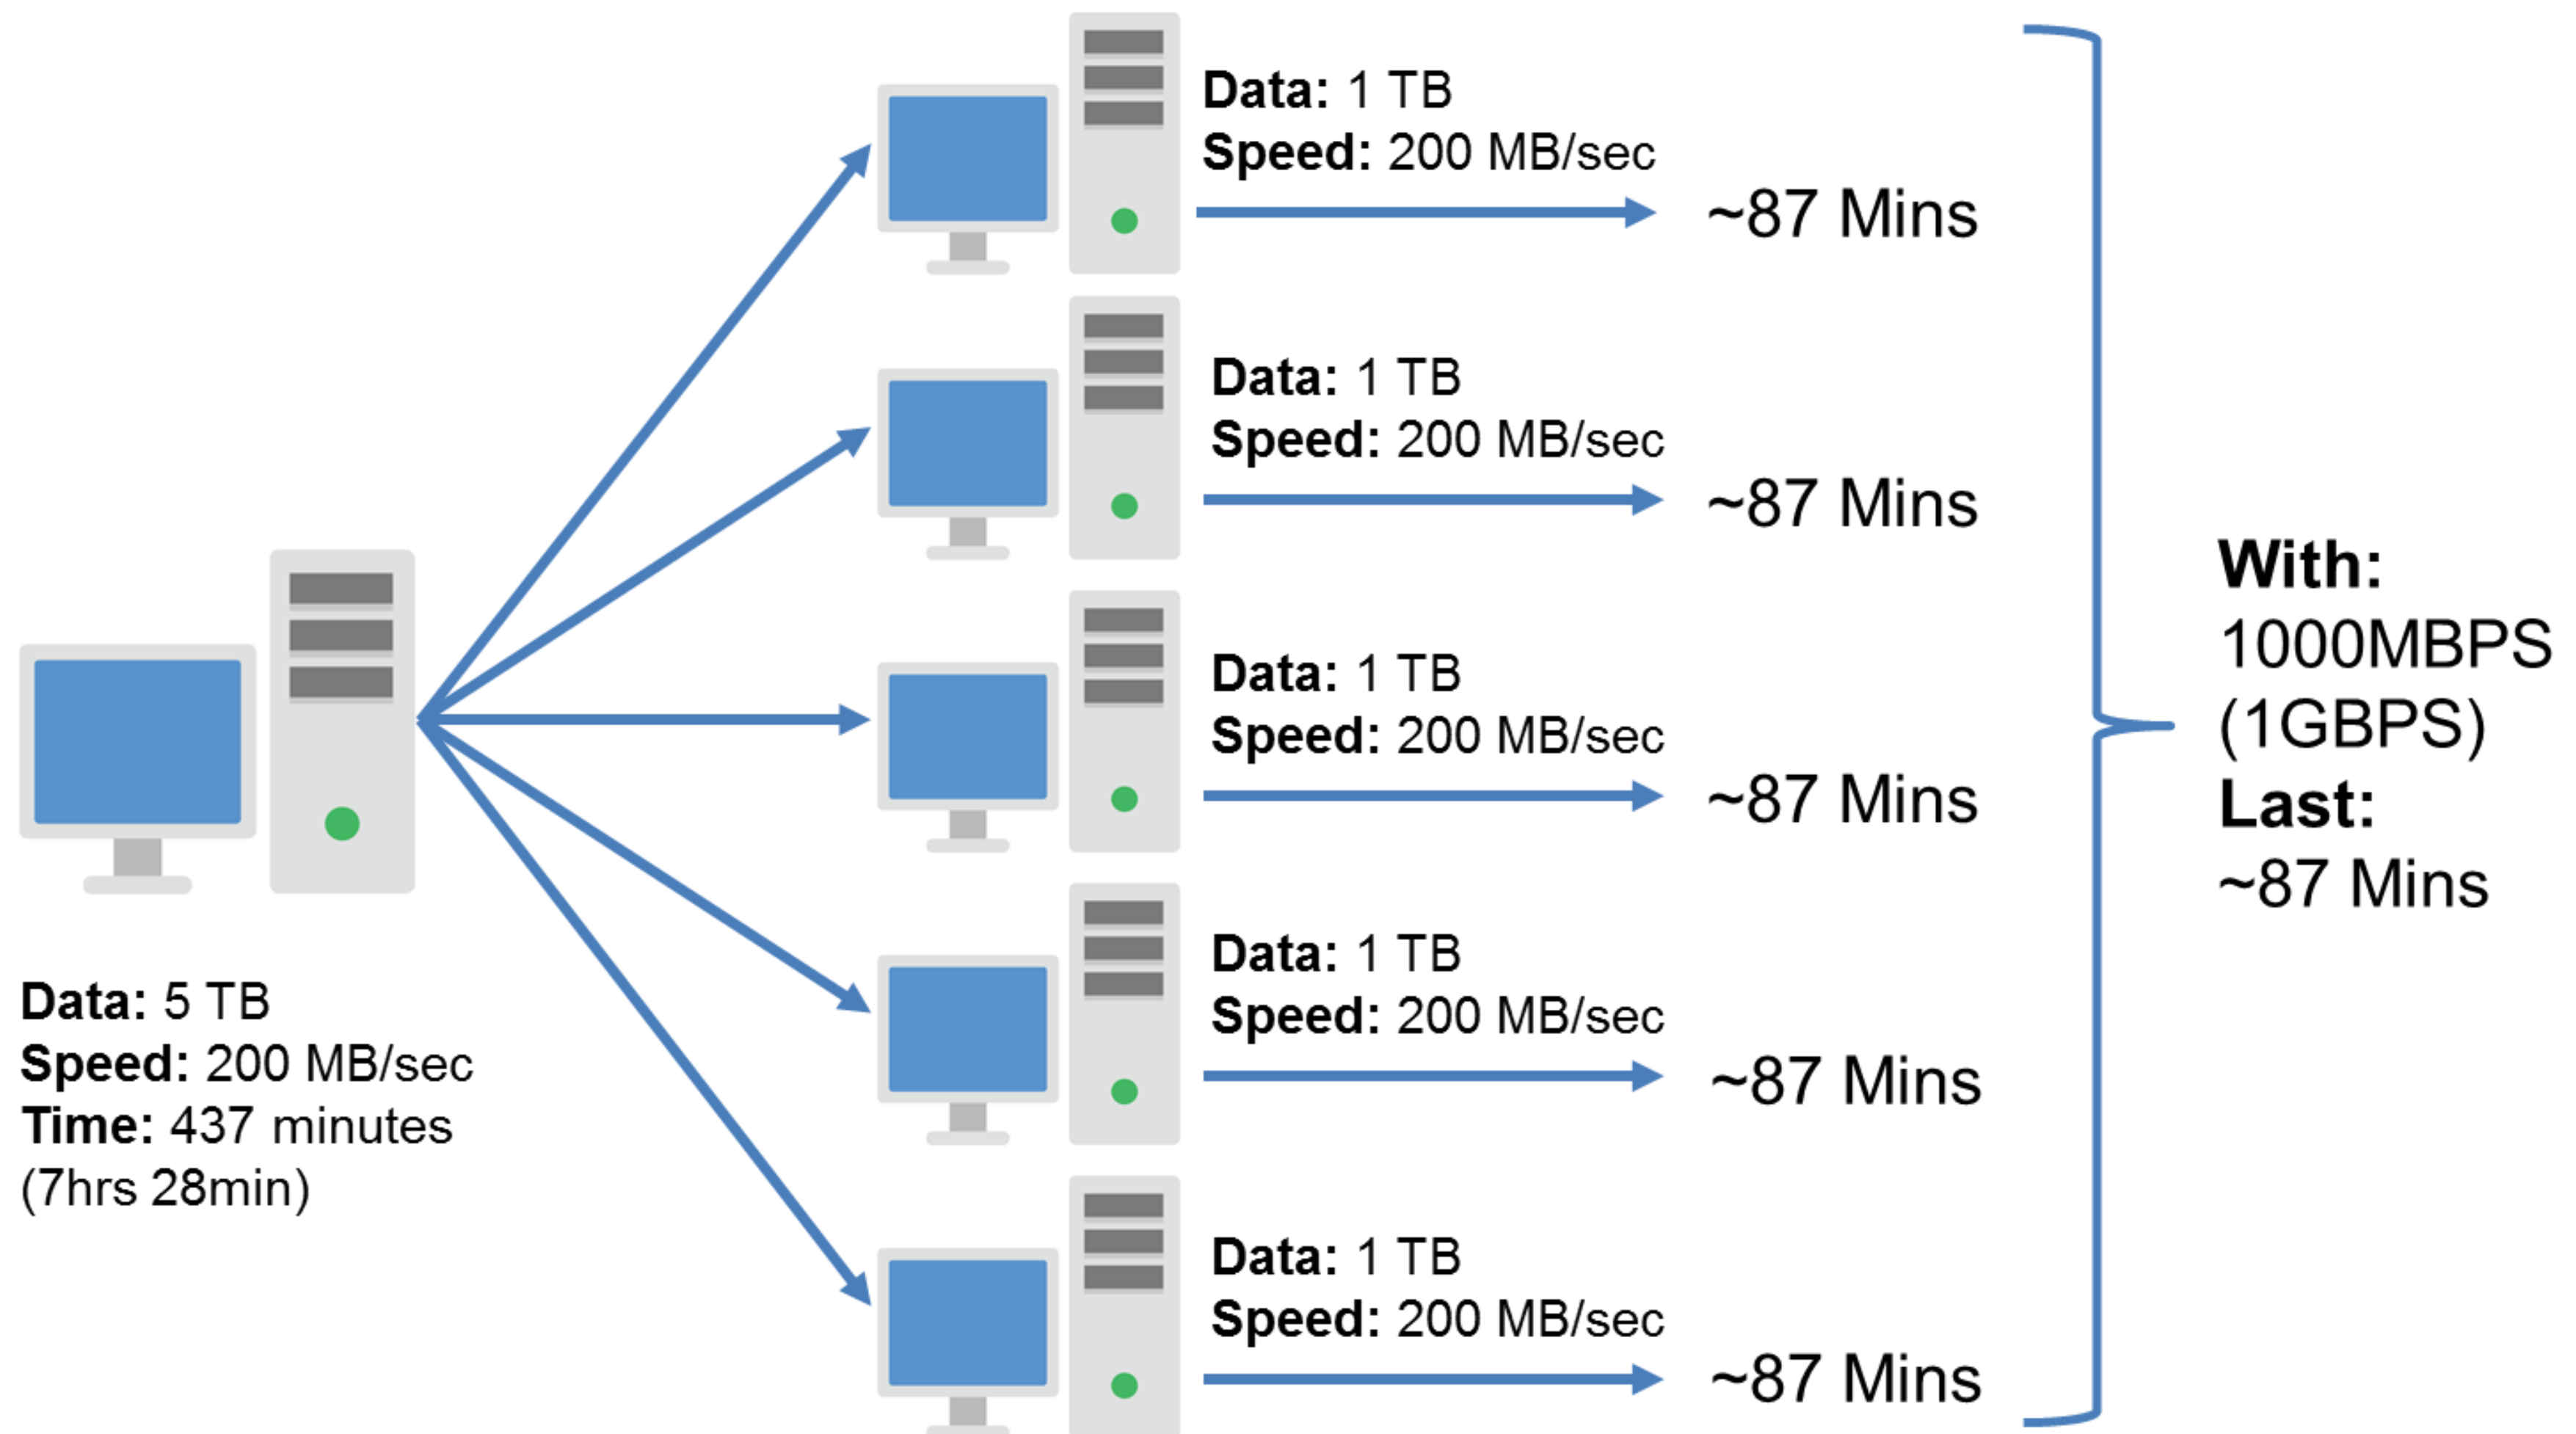 Data: 1 TB
Speed: 200 MB/sec
~87 Mins
Data: 1 TB
Speed: 200 MB/sec
~87 Mins
Data: 1 TB
Speed: 200 MB/sec
~87 Mins
Data: 1 TB
Speed: 200 MB/sec
~87 Mins
Data: 1 TB
Speed: 200 MB/sec
~87 Mins
Data: 5 TB
Speed: 200 MB/sec
Time: 437 minutes
(7hrs 28min)
With:
1000MBPS
(1GBPS)
Last:
~87 Mins